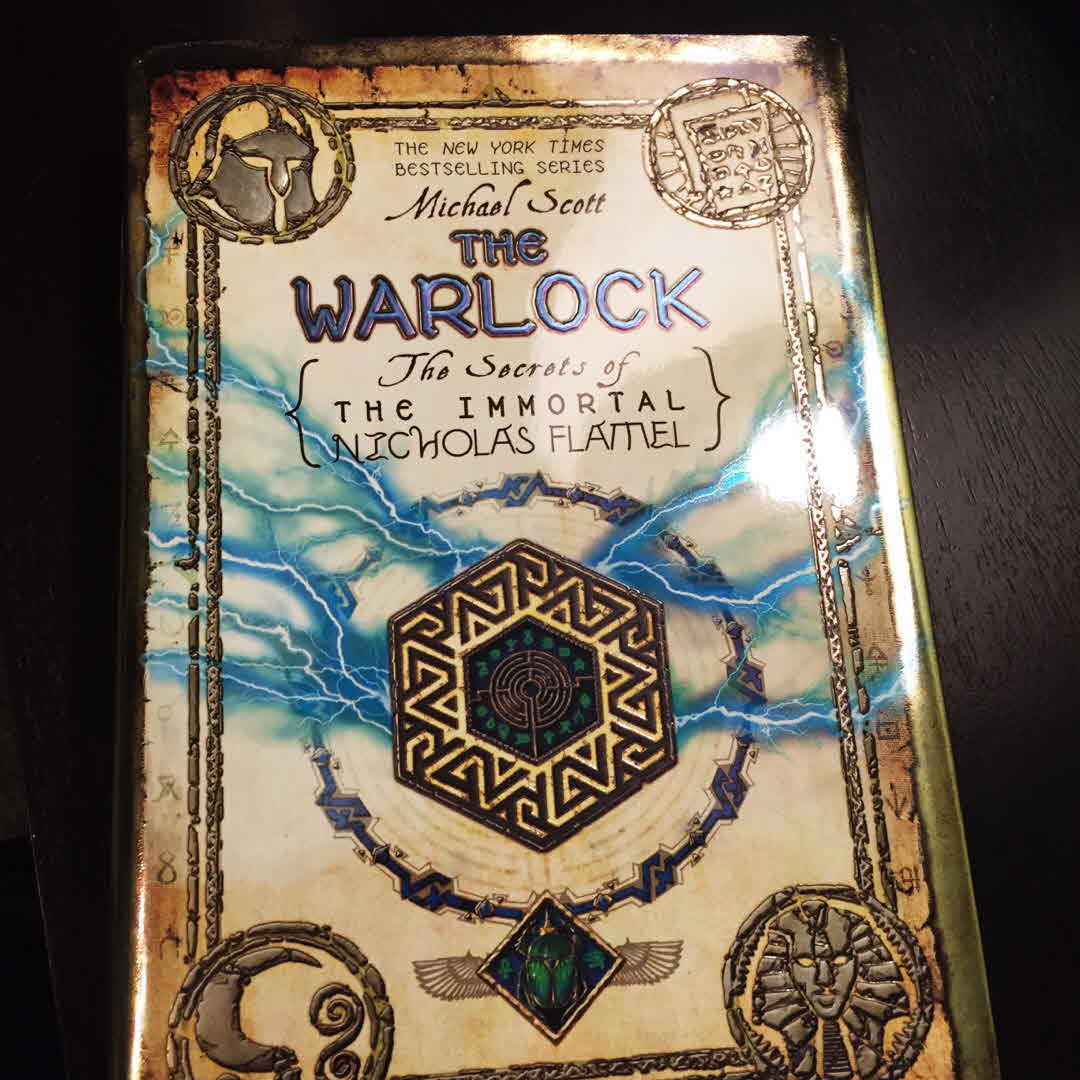 THE NEW YORK TIMES
BESTSELLING SERIES
Michael Scott
THE
WARLOCK
The Secrets of
THE IMMORTAL
NICHOLAS FLAMEL